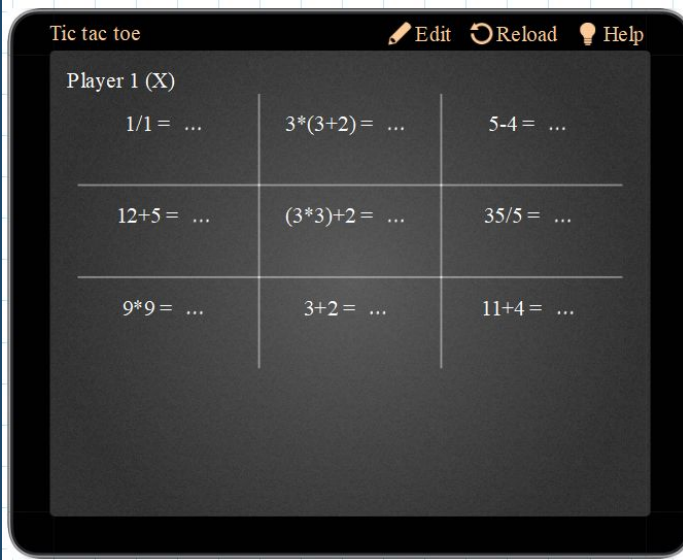 Tic tac toe Edit Reload Help
Player 1 (X)
1/1 = ... 3*(3+2) = ... 5-4 = ...
12+5 = ... (3*3)+2 = ... 35/5 = ...
9*9 = ... 3+2 = ... 11+4 = ...